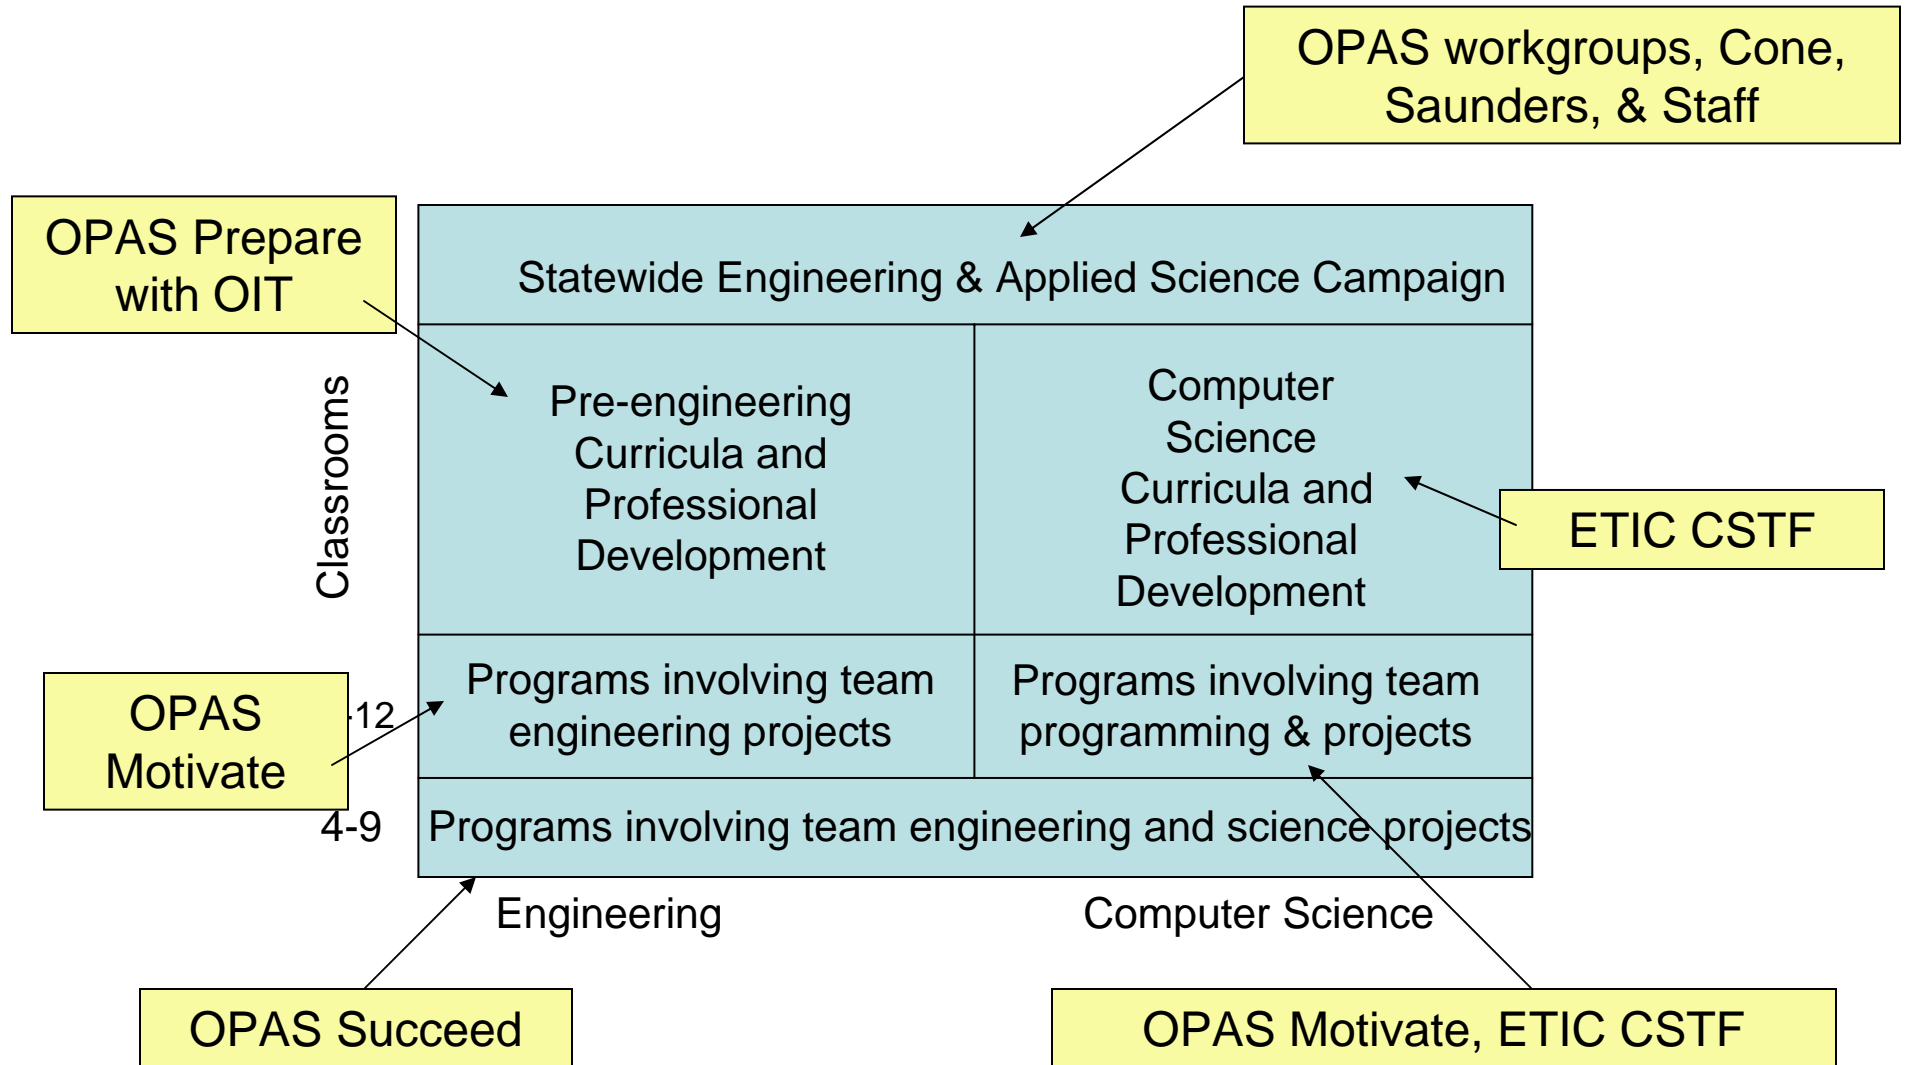 OPAS workgroups, Cone,
Saunders, & Staff
OPAS Prepare
with OIT
Statewide Engineering & Applied Science Campaign
Classrooms
Pre-engineering
Curricula and
Professional
Development
Computer
Science
Curricula and
Professional
Development
ETIC CSTF
OPAS
Motivate
-12
Programs involving team
engineering projects
Programs involving team
programming & projects
4-9
Programs involving team engineering and science projects
Engineering
Computer Science
OPAS Succeed
OPAS Motivate, ETIC CSTF